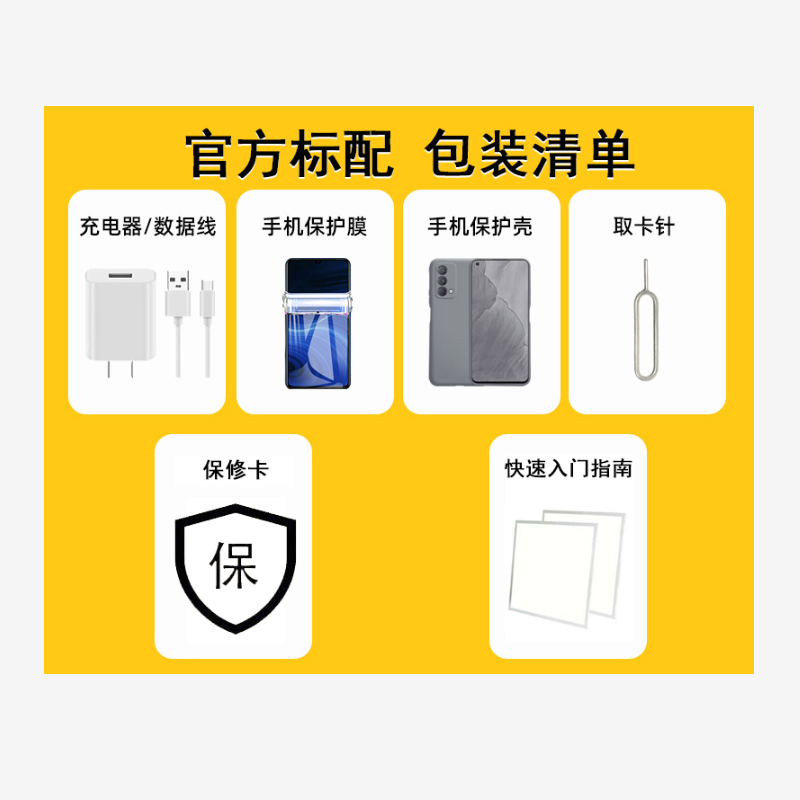 官方标配 包装清单
充电器/数据线
手机保护膜
手机保护壳
取卡针
保修卡
保
快速入门指南